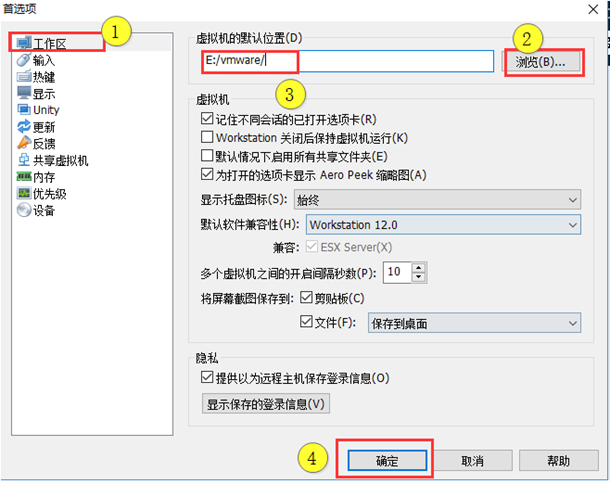 首选项
1
工作区
输入
热键
显示
Unity
更新
反馈
共享虚拟机
内存
优先级
设备
虚拟机的默认位置(D)
2
E:/vmware/
浏览(B)...
3
虚拟机
记住不同会话的已打开选项卡(R)
Workstation 关闭后保持虚拟机运行(K)
默认情况下启用所有共享文件夹(E)
为打开的选项卡显示 Aero Peek 缩略图(A)
显示托盘图标(S): 始终
默认软件兼容性(H): Workstation 12.0
兼容: ESX Server(X)
多个虚拟机之间的开启间隔秒数(P): 10
将屏幕截图保存到: 剪贴板(C)
文件(F): 保存到桌面
隐私
提供以为远程主机保存登录信息(O)
显示保存的登录信息(V)
4
确定 取消 帮助